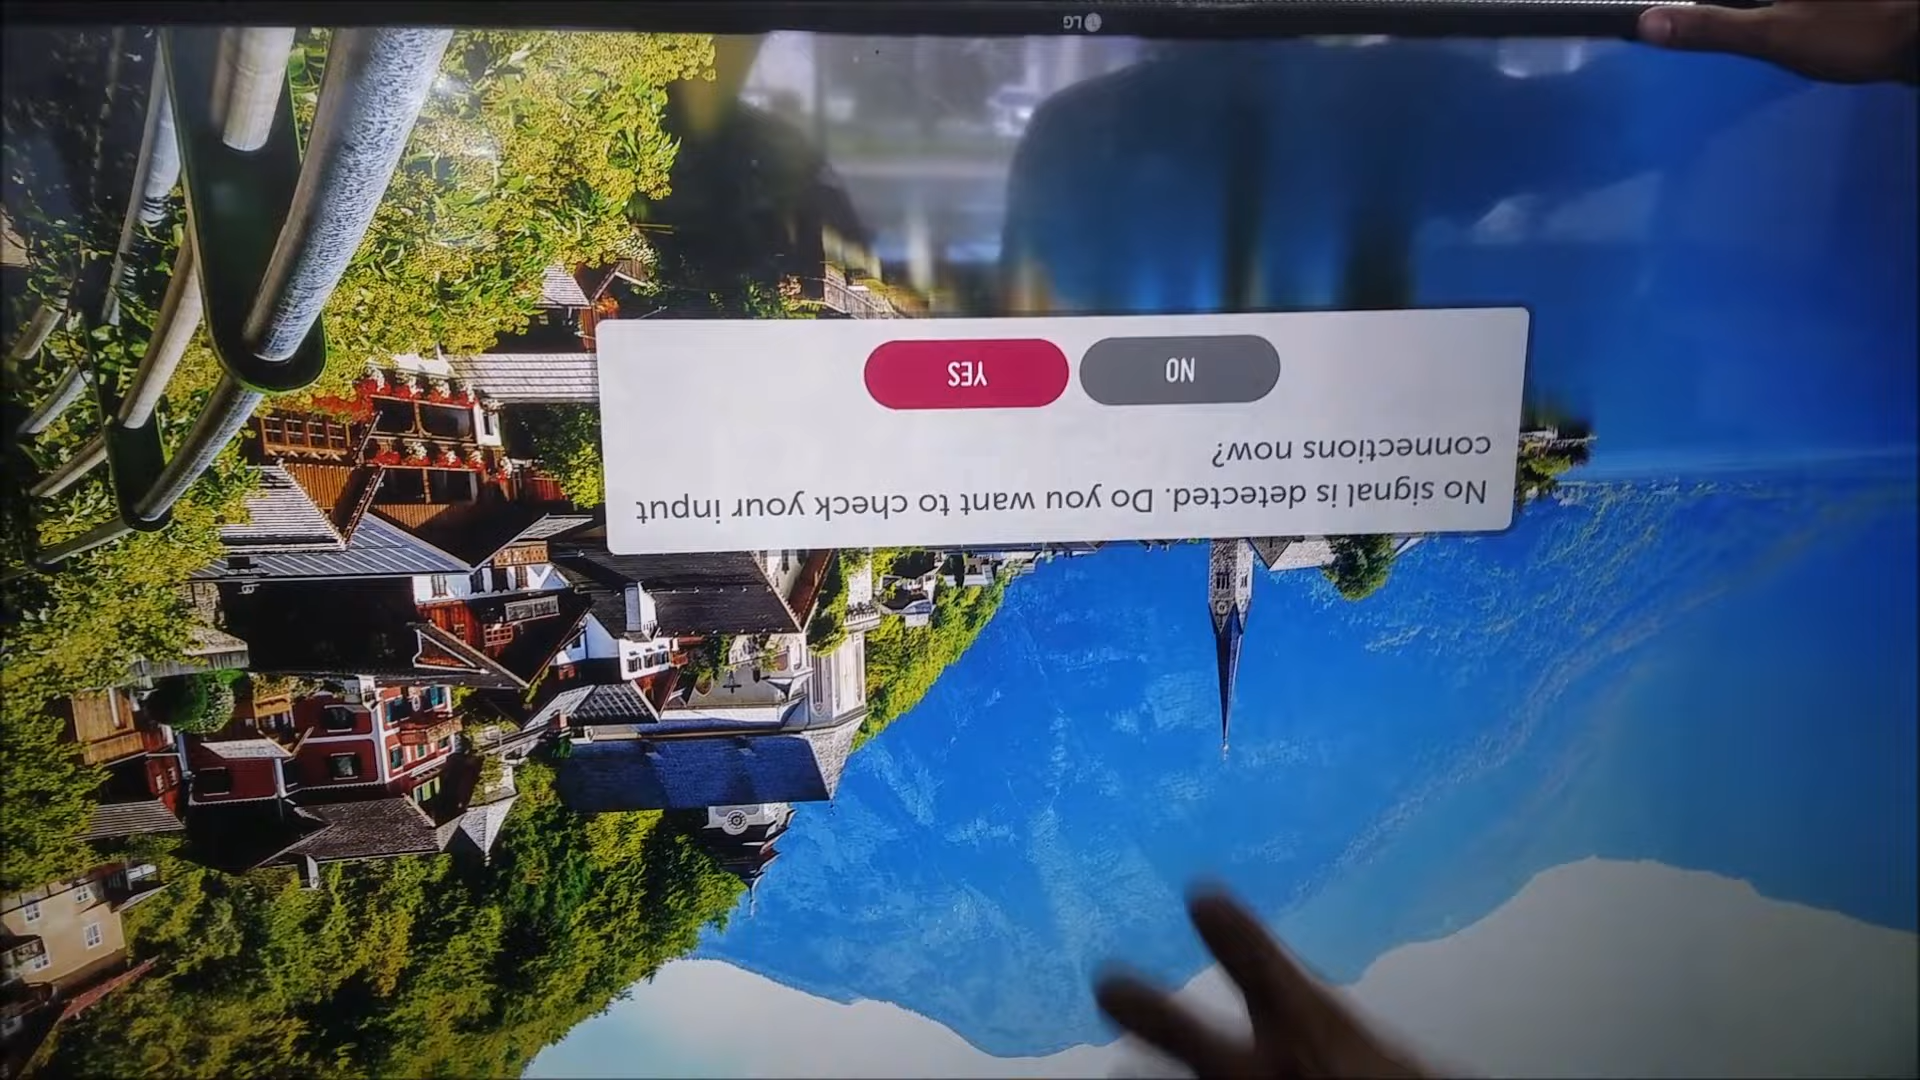 No signal is detected. Do you want to check your input
connections now?
NO
YES
LG